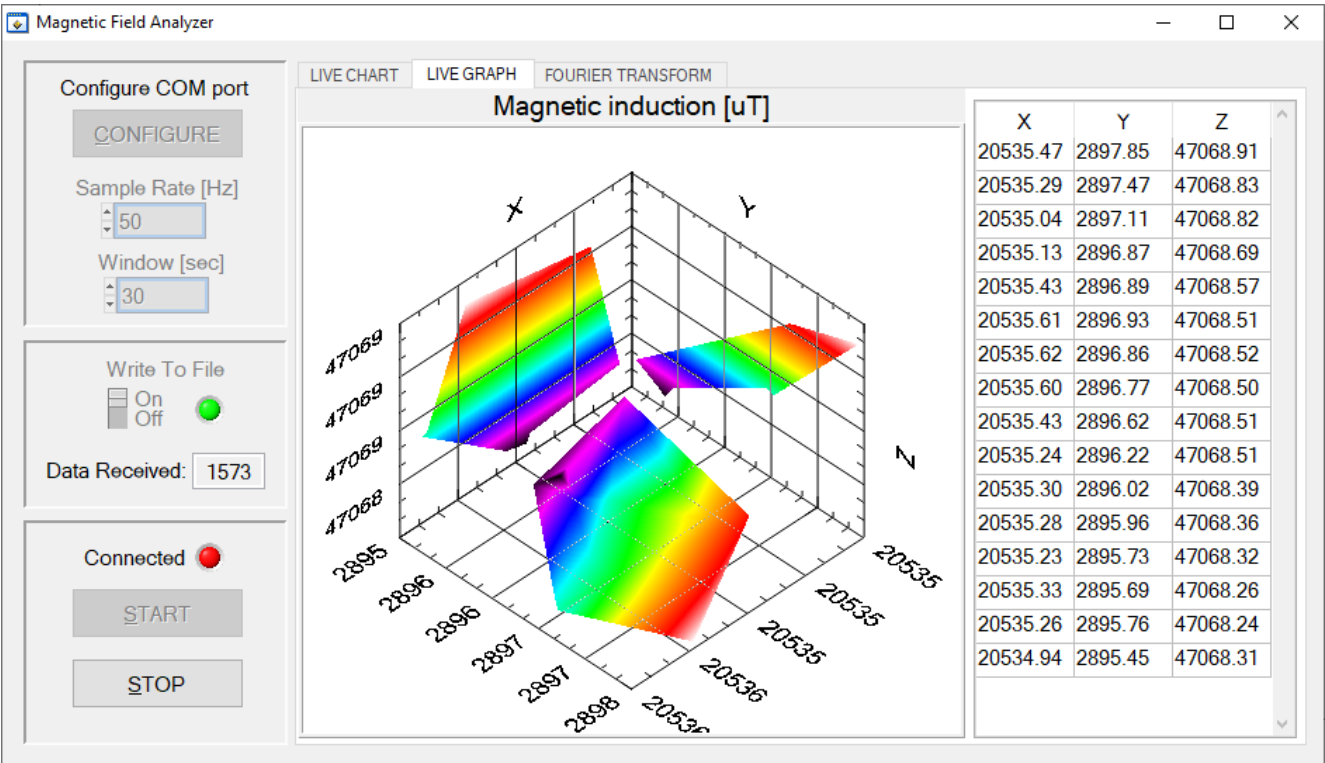 Magnetic Field Analyzer
Configure COM port
CONFIGURE
Sample Rate [Hz]
50
Window [sec]
30
Write To File
On
Off
Data Received: 1573
Connected
START
STOP
LIVE CHART LIVE GRAPH FOURIER TRANSFORM
Magnetic induction [uT]
X Y
Z
47069
47069
47069
47068
2895
2896
2896
2897
2897
2898
20535
20535
20535
20536
2053
X Y Z
20535.47 2897.85 47068.91
20535.29 2897.47 47068.83
20535.04 2897.11 47068.82
20535.13 2896.87 47068.69
20535.43 2896.89 47068.57
20535.61 2896.93 47068.51
20535.62 2896.86 47068.52
20535.60 2896.77 47068.50
20535.43 2896.62 47068.51
20535.24 2896.22 47068.51
20535.30 2896.02 47068.39
20535.28 2895.96 47068.36
20535.23 2895.73 47068.32
20535.33 2895.69 47068.26
20535.26 2895.76 47068.24
20534.94 2895.45 47068.31